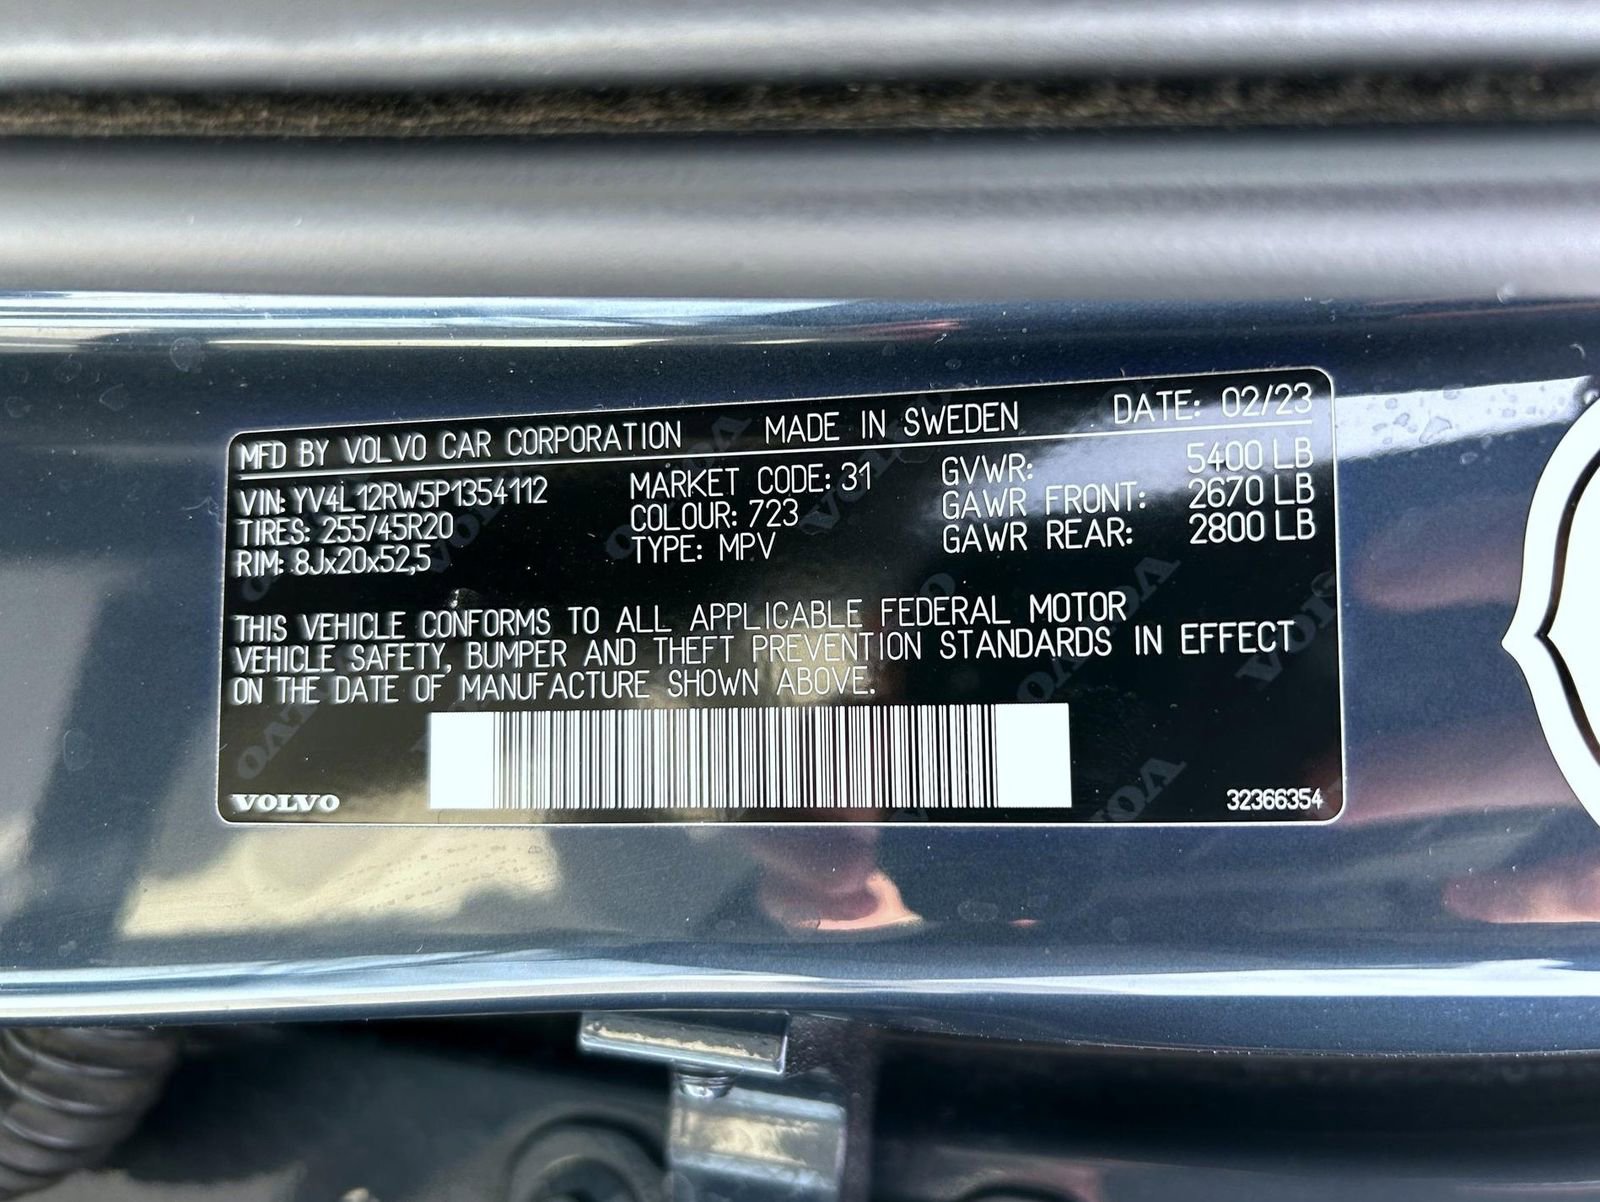 MFD BY VOLVO CAR CORPORATION MADE IN SWEDEN DATE: 02/23
VIN: YV4L12RW5P1354112 MARKET CODE: 31 GVWR: 5400 LB
TIRES: 255/45R20 COLOUR: 723 GAWR FRONT: 2670 LB
RIM: 8Jx20x52,5 TYPE: MPV GAWR REAR: 2800 LB
THIS VEHICLE CONFORMS TO ALL APPLICABLE FEDERAL MOTOR
VEHICLE SAFETY, BUMPER AND THEFT PREVENTION STANDARDS IN EFFECT
ON THE DATE OF MANUFACTURE SHOWN ABOVE.
VOLVO 32366354